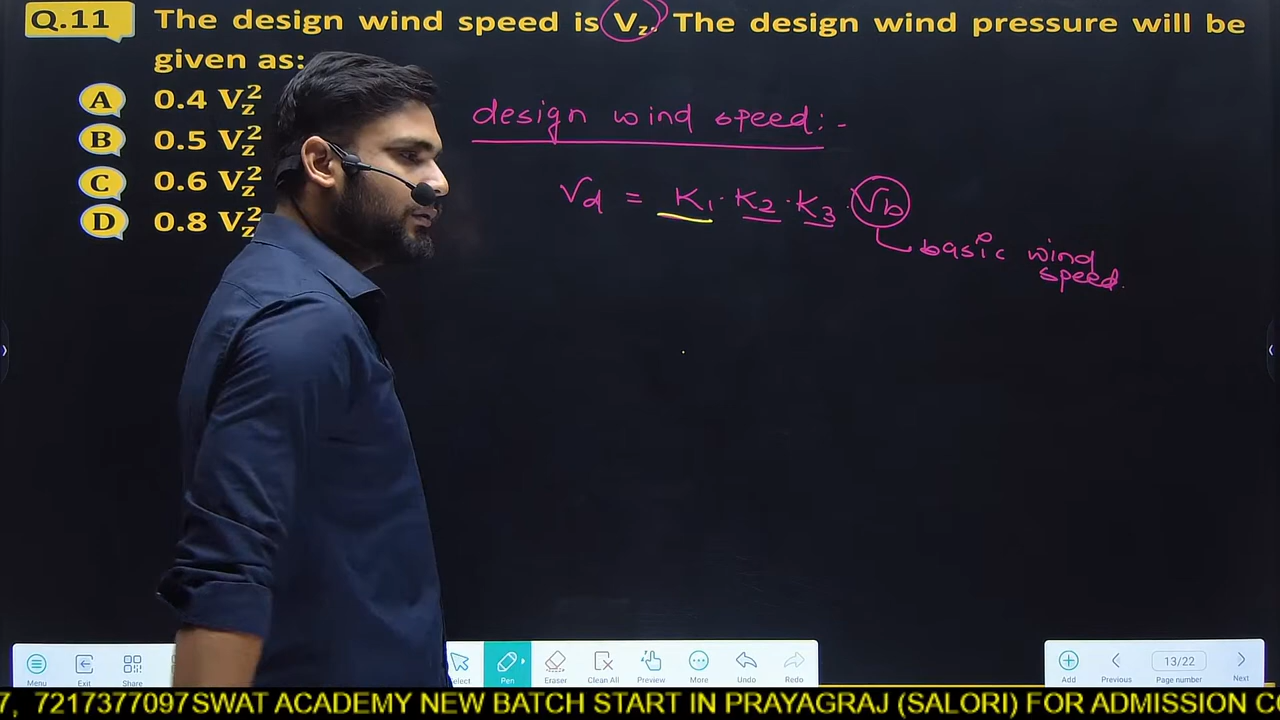 Q.11 The design wind speed is Vz. The design wind pressure will be
given as:
A 0.4 Vz²
B 0.5 Vz²
C 0.6 Vz²
D 0.8 Vz²
design wind speed:-
Vd = K1·K2·K3·Vb
basic wind
speed.
Menu Exit Share Pen Eraser Clean All Preview More Undo Redo Add Previous 13/22 Page number Next
7, 7217377097 SWAT ACADEMY NEW BATCH START IN PRAYAGRAJ (SALORI) FOR ADMISSION